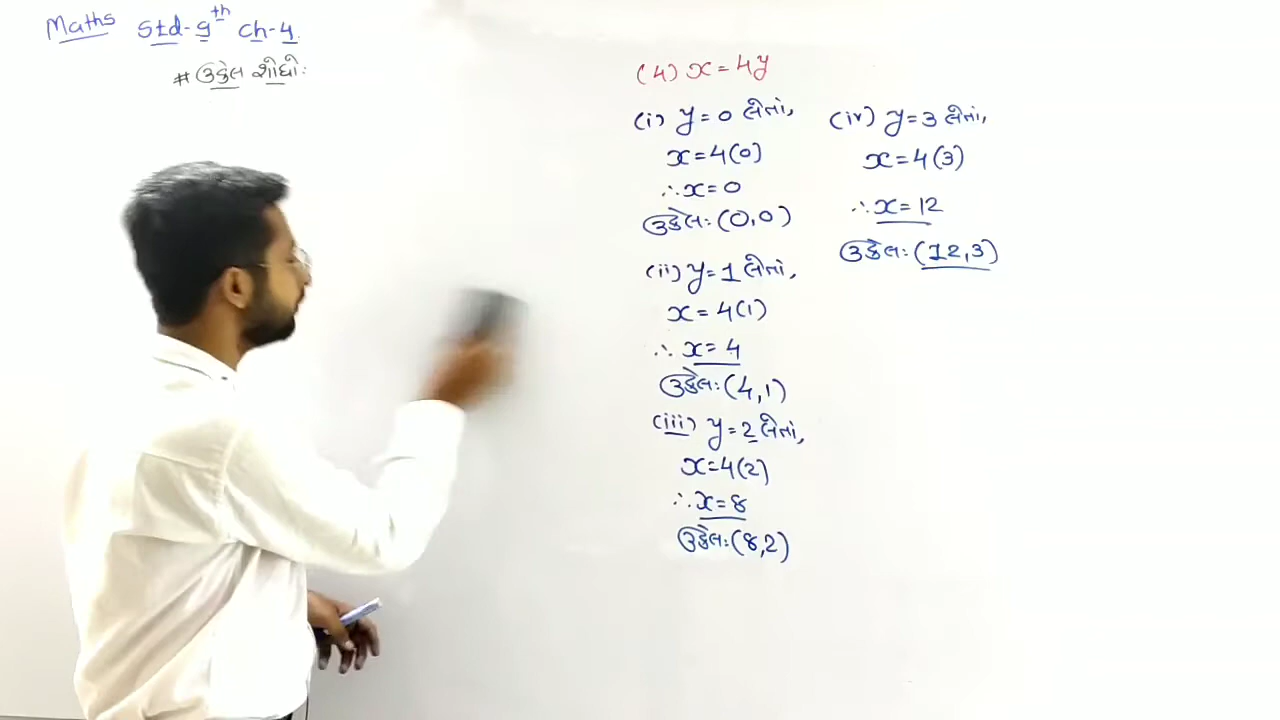 Maths Std-9th Ch-4.
# ઉકેલ શોધો:
(4) x = 4y
(i) y = 0 લેતાં,
x = 4(0)
∴ x = 0
ઉકેલ: (0,0)
(ii) y = 1 લેતાં,
x = 4(1)
∴ x = 4
ઉકેલ: (4,1)
(iii) y = 2 લેતાં,
x = 4(2)
∴ x = 8
ઉકેલ: (8,2)
(iv) y = 3 લેતાં,
x = 4(3)
∴ x = 12
ઉકેલ: (12,3)